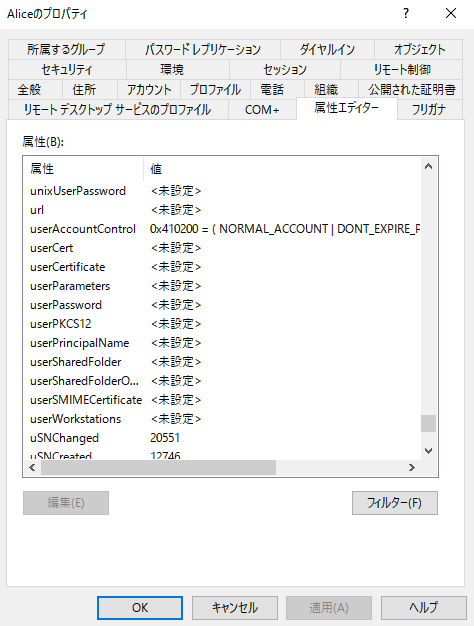 Aliceのプロパティ ? ×
所属するグループ パスワード レプリケーション ダイヤルイン オブジェクト
セキュリティ 環境 セッション リモート制御
全般 住所 アカウント プロファイル 電話 組織 公開された証明書
リモート デスクトップ サービスのプロファイル COM+ 属性エディター フリガナ
属性(B):
属性 値
unixUserPassword <未設定>
url <未設定>
userAccountControl 0x410200 = ( NORMAL_ACCOUNT | DONT_EXPIRE_P
userCert <未設定>
userCertificate <未設定>
userParameters <未設定>
userPassword <未設定>
userPKCS12 <未設定>
userPrincipalName <未設定>
userSharedFolder <未設定>
userSharedFolderO... <未設定>
userSMIMECertificate <未設定>
userWorkstations <未設定>
uSNChanged 20551
uSNCreated 12746
編集(E) フィルター(F)
OK キャンセル 適用(A) ヘルプ